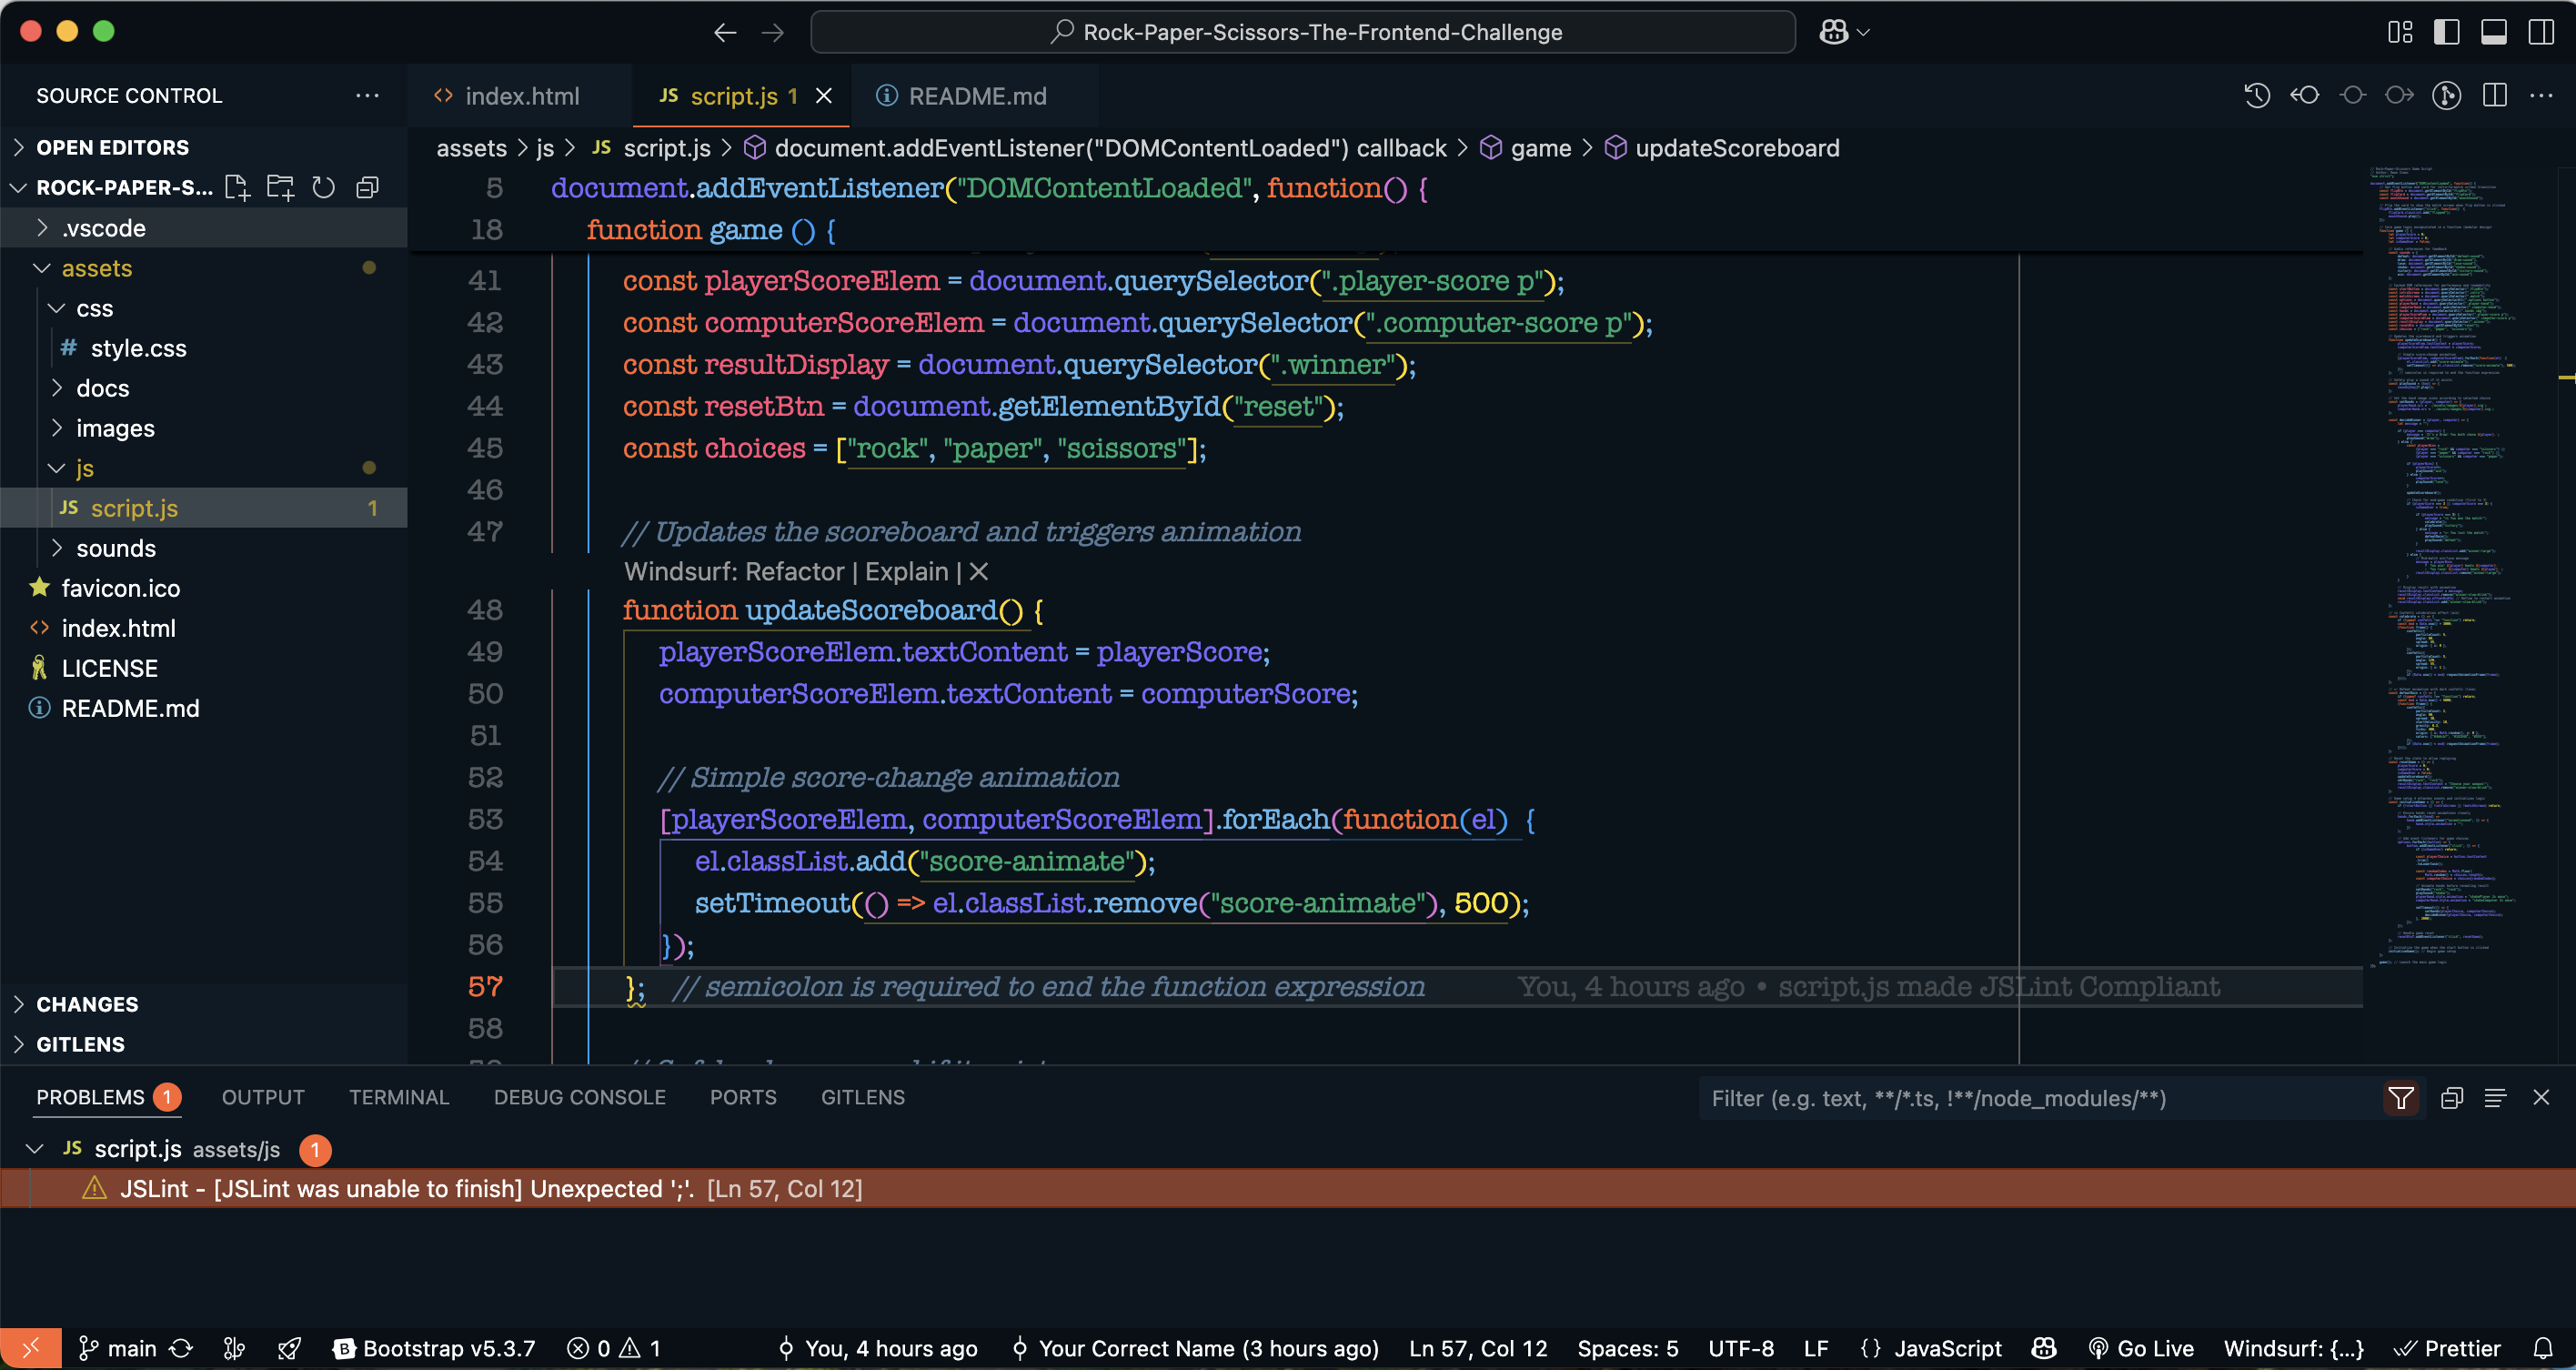 Rock-Paper-Scissors-The-Frontend-Challenge
SOURCE CONTROL
OPEN EDITORS
ROCK-PAPER-S...
.vscode
assets
css
# style.css
docs
images
js
JS script.js 1
sounds
favicon.ico
<> index.html
LICENSE
README.md
CHANGES
GITLENS
<> index.html
JS script.js 1
README.md
assets > js > JS script.js > document.addEventListener("DOMContentLoaded") callback > game > updateScoreboard
5 document.addEventListener("DOMContentLoaded", function() {
18 function game () {
41 const playerScoreElem = document.querySelector(".player-score p");
42 const computerScoreElem = document.querySelector(".computer-score p");
43 const resultDisplay = document.querySelector(".winner");
44 const resetBtn = document.getElementById("reset");
45 const choices = ["rock", "paper", "scissors"];
46
47 // Updates the scoreboard and triggers animation
Windsurf: Refactor | Explain | ×
48 function updateScoreboard() {
49 playerScoreElem.textContent = playerScore;
50 computerScoreElem.textContent = computerScore;
51
52 // Simple score-change animation
53 [playerScoreElem, computerScoreElem].forEach(function(el) {
54 el.classList.add("score-animate");
55 setTimeout(() => el.classList.remove("score-animate"), 500);
56 });
57 }; // semicolon is required to end the function expression You, 4 hours ago • script.js made JSLint Compliant
58
PROBLEMS 1 OUTPUT TERMINAL DEBUG CONSOLE PORTS GITLENS
Filter (e.g. text, **/*.ts, !**/node_modules/**)
JS script.js assets/js 1
JSLint - [JSLint was unable to finish] Unexpected ';'. [Ln 57, Col 12]
main Bootstrap v5.3.7 0 1 You, 4 hours ago Your Correct Name (3 hours ago) Ln 57, Col 12 Spaces: 5 UTF-8 LF {} JavaScript Go Live Windsurf: {...} Prettier